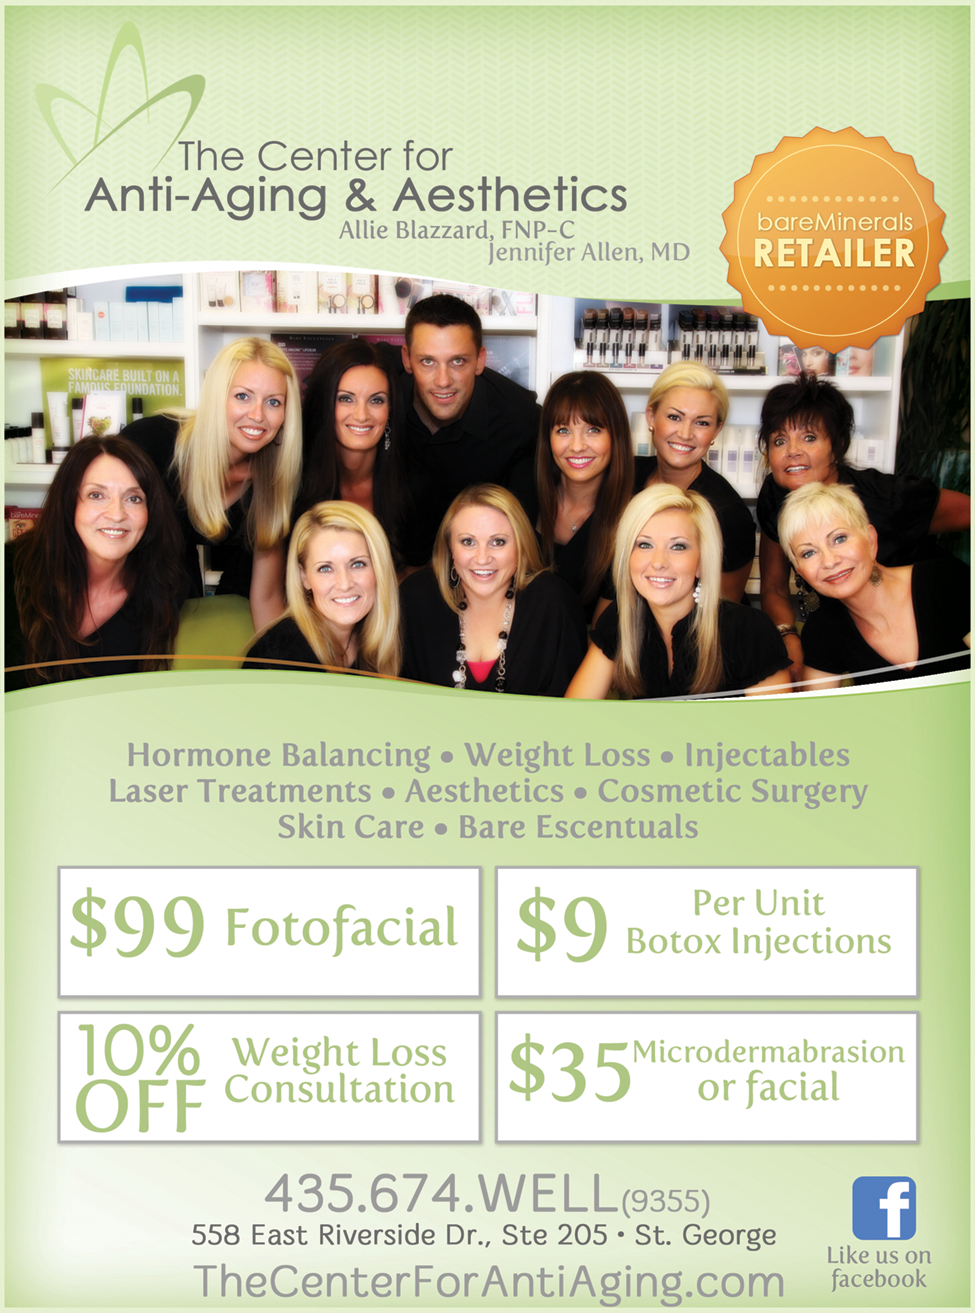 The Center for
Anti-Aging & Aesthetics
Allie Blazzard, FNP-C
Jennifer Allen, MD
bareMinerals
RETAILER
SKINCARE BUILT ON A
FAMOUS FOUNDATION.
Hormone Balancing • Weight Loss • Injectables
Laser Treatments • Aesthetics • Cosmetic Surgery
Skin Care • Bare Escentuals
$99 Fotofacial
$9 Per Unit
Botox Injections
10%
OFF
Weight Loss
Consultation
$35 Microdermabrasion
or facial
435.674.WELL(9355)
558 East Riverside Dr., Ste 205 • St. George
TheCenterForAntiAging.com
f
Like us on
facebook